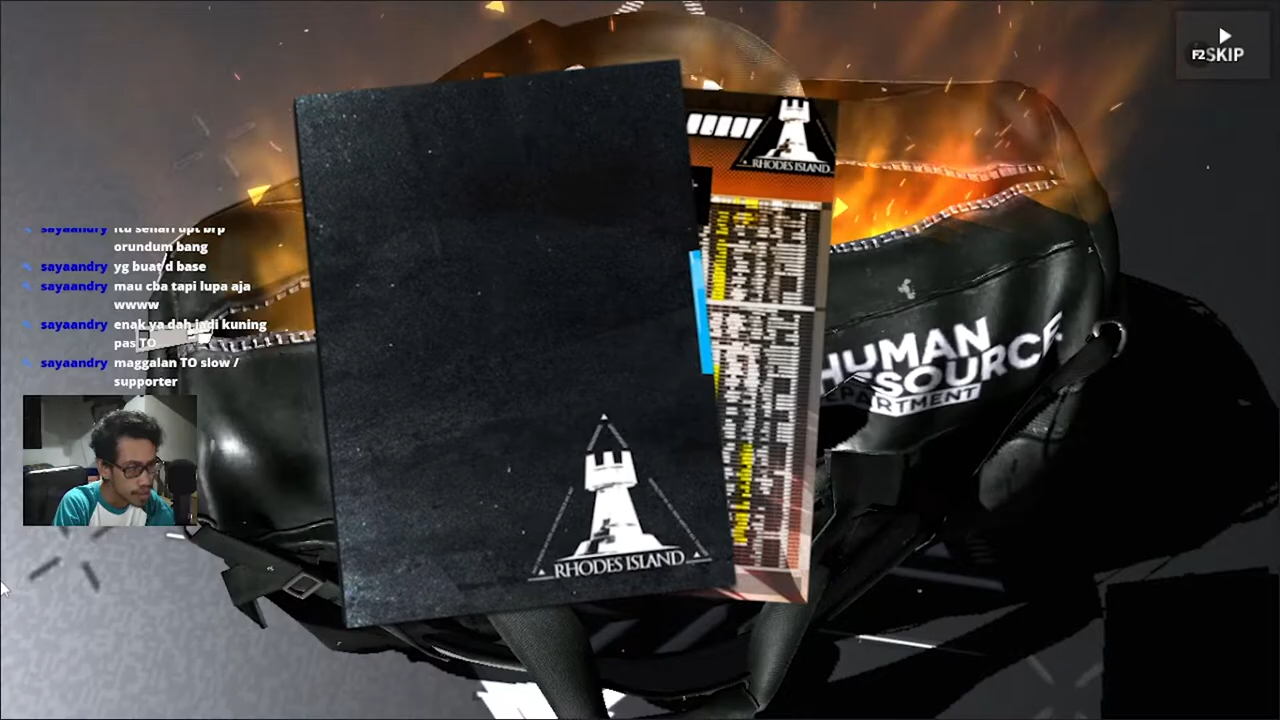 F2 SKIP
RHODES ISLAND
sayaandry itu sehari dpt brp
orundum bang
sayaandry yg buat d base
sayaandry mau cba tapi lupa aja
wwww
sayaandry enak ya dah jadi kuning
pas TO
sayaandry maggalan TO slow /
supporter
HUMAN
RESOURCE
DEPARTMENT
RHODES ISLAND